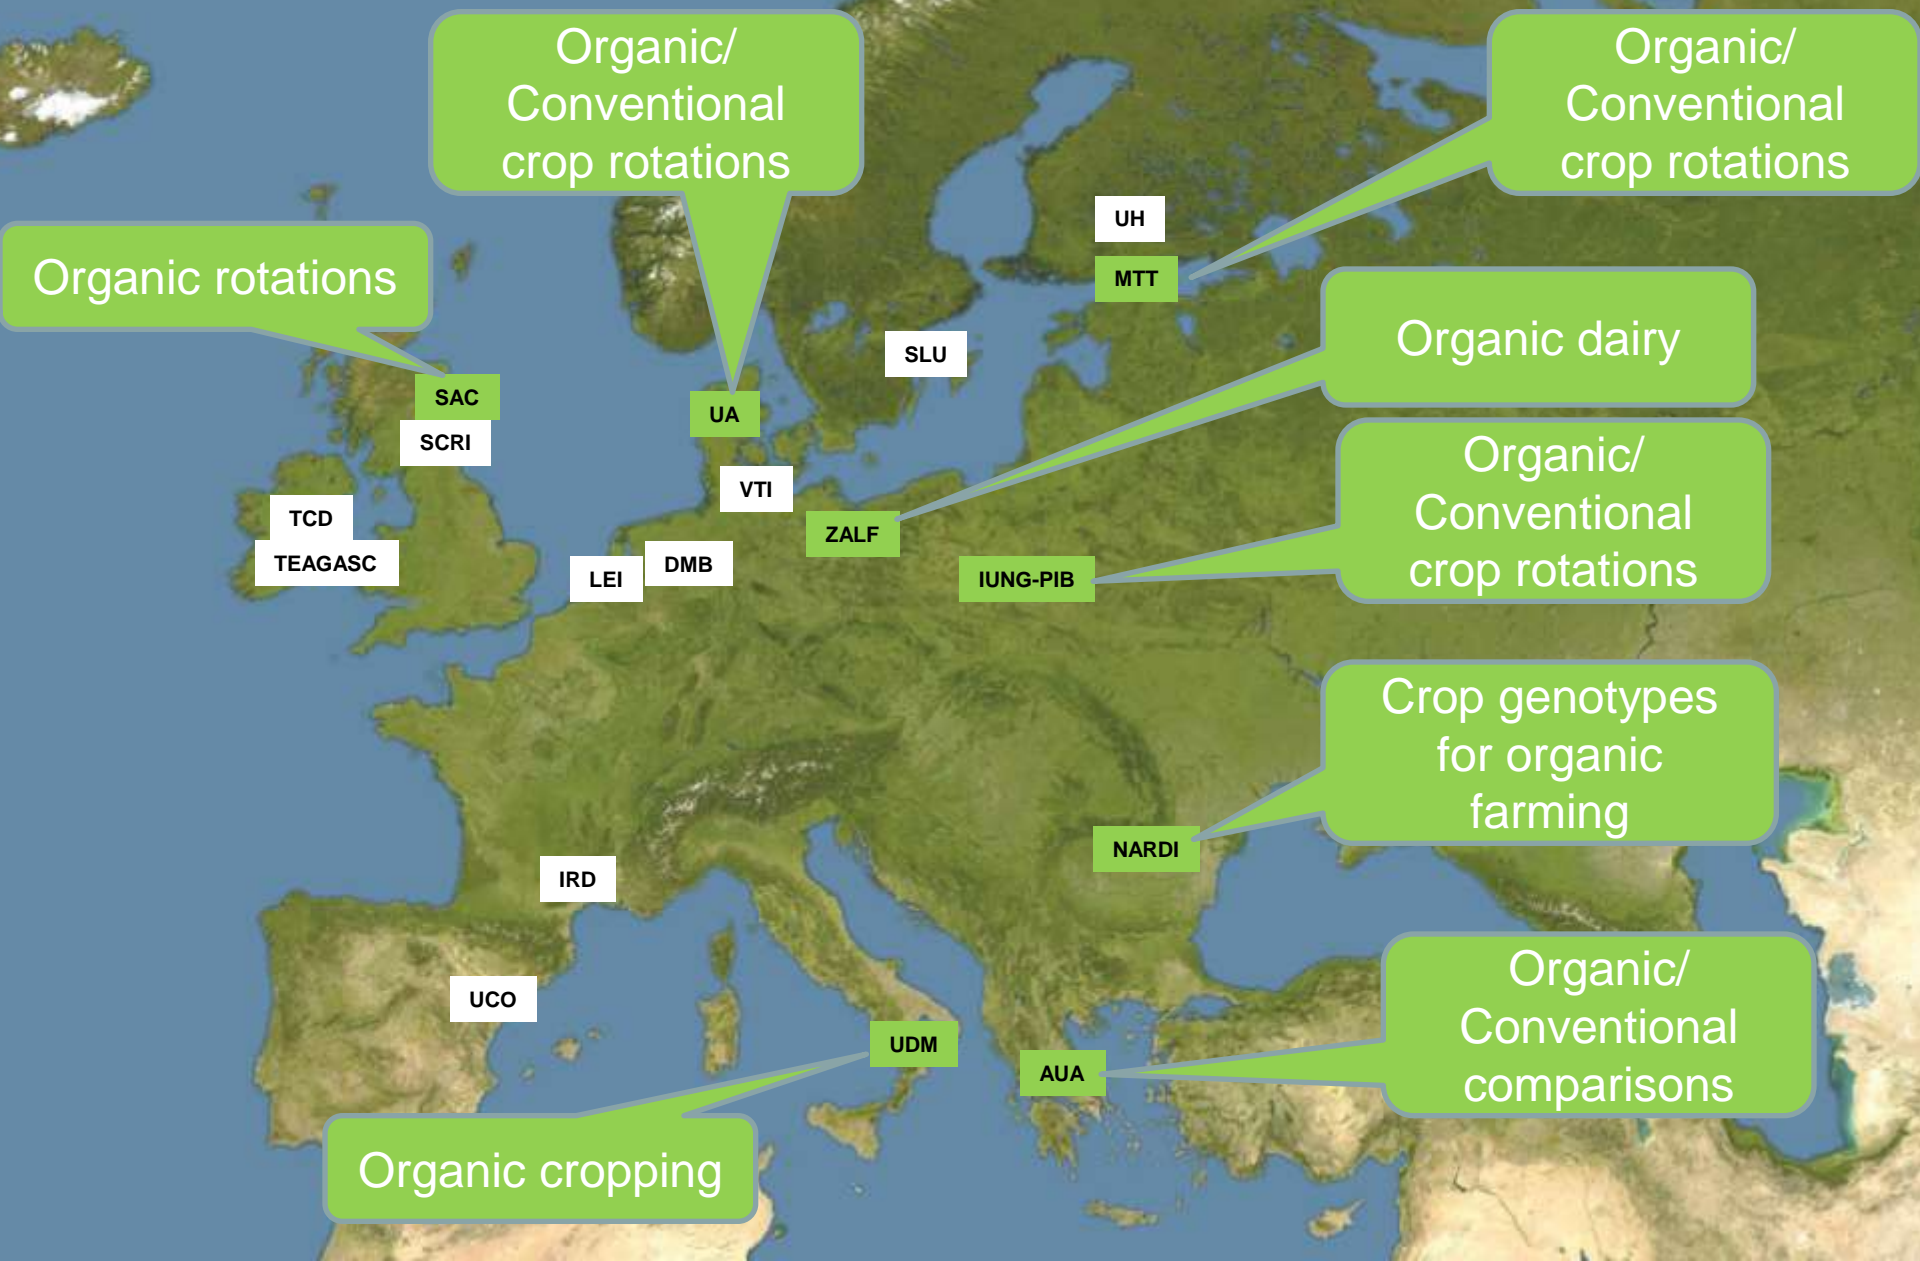 Organic/
Conventional
crop rotations
Organic/
Conventional
crop rotations
UH
MTT
Organic rotations
Organic dairy
SLU
SAC
UA
SCRI
VTI
Organic/
Conventional
crop rotations
TCD
ZALF
TEAGASC
LEI
DMB
IUNG-PIB
Crop genotypes
for organic
farming
NARDI
IRD
UCO
Organic/
Conventional
comparisons
UDM
AUA
Organic cropping